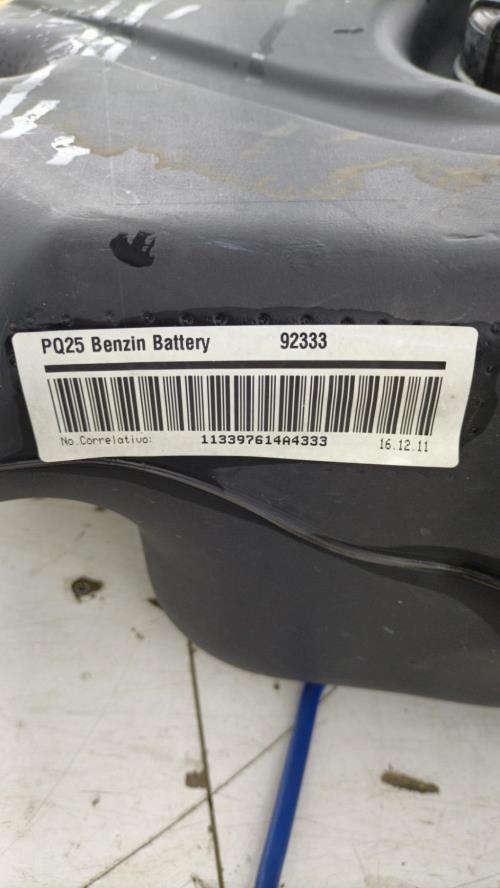 PQ25 Benzin Battery 92333
No.Correlativo: 113397614A4333 16.12.11